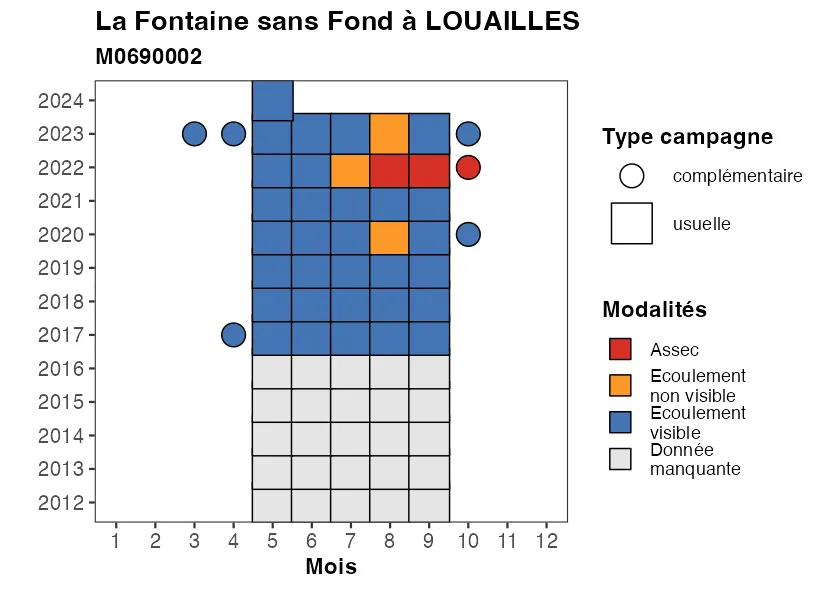 La Fontaine sans Fond à LOUAILLES
M0690002
2024
2023
2022
2021
2020
2019
2018
2017
2016
2015
2014
2013
2012
1 2 3 4 5 6 7 8 9 10 11 12
Mois
Type campagne
complémentaire
usuelle
Modalités
Assec
Ecoulement
non visible
Ecoulement
visible
Donnée
manquante